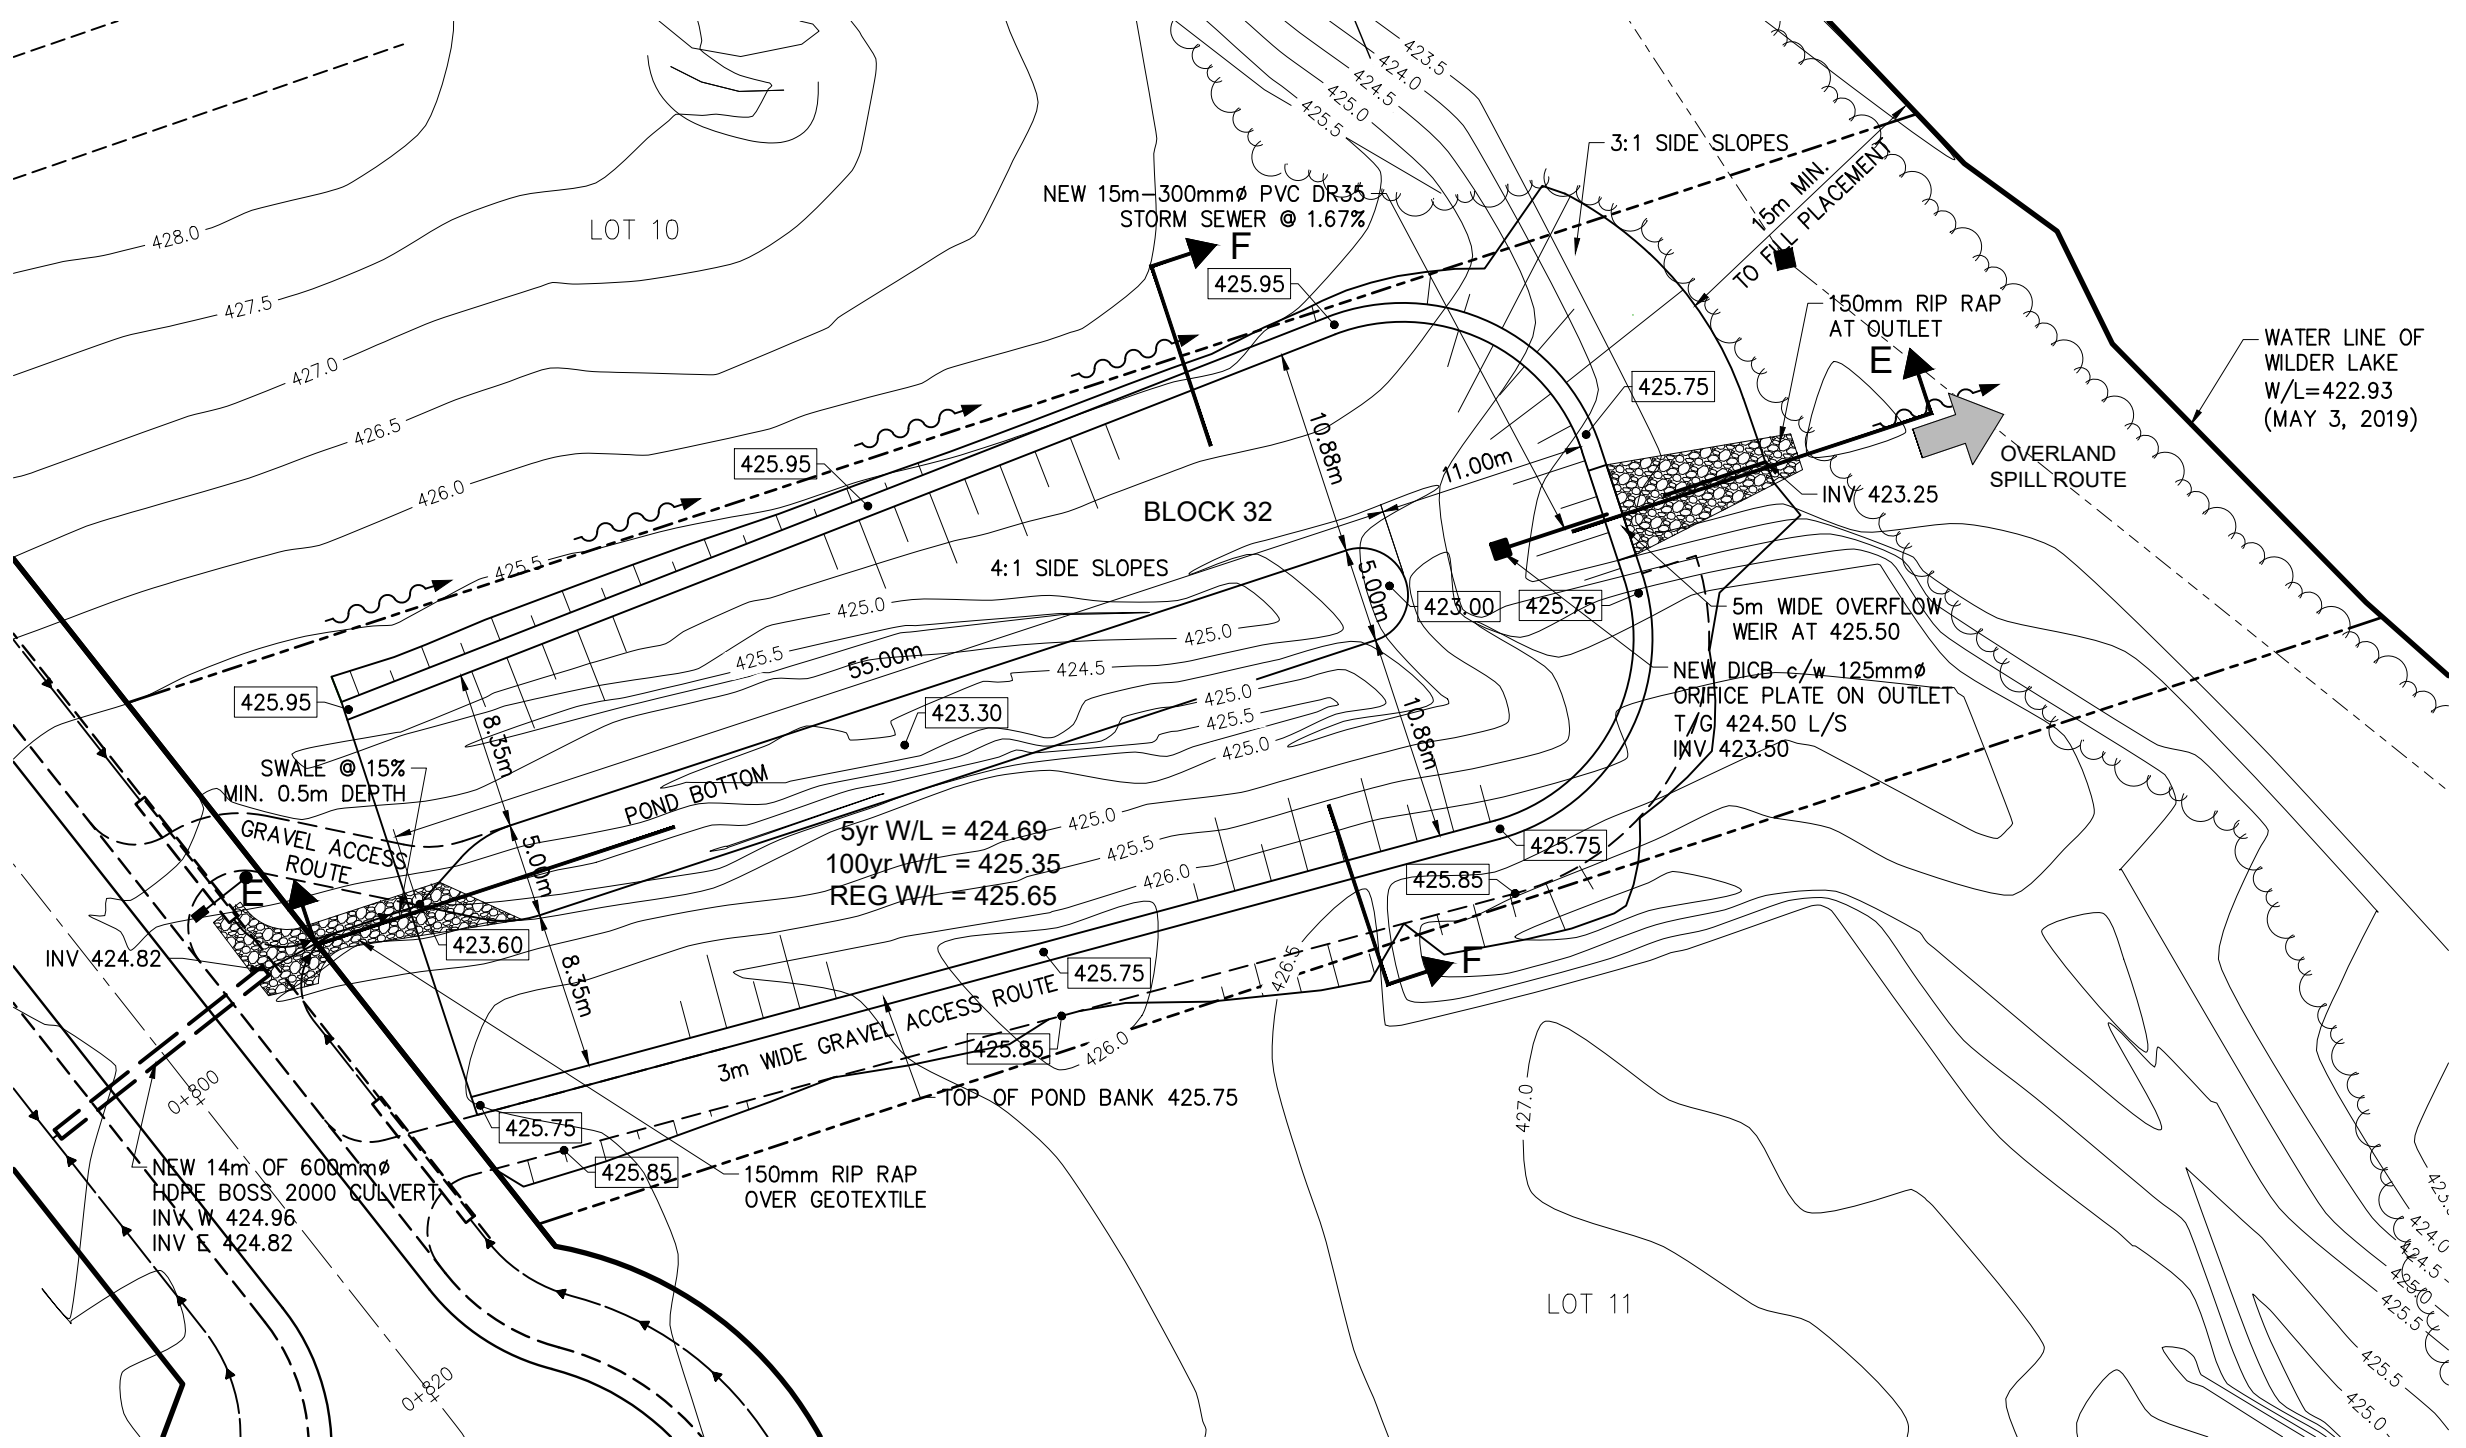 423.5
424.0
424.5
425.0
425.5
3:1 SIDE SLOPES
15m MIN.
TO FILL PLACEMENT
NEW 15m-300mmø PVC DR35
STORM SEWER @ 1.67%
F
LOT 10
428.0
427.5
427.0
426.5
426.0
425.5
425.95
425.95
425.95
150mm RIP RAP
AT OUTLET
E
WATER LINE OF
WILDER LAKE
W/L=422.93
(MAY 3, 2019)
425.75
OVERLAND
SPILL ROUTE
INV 423.25
10.88m
11.00m
BLOCK 32
4:1 SIDE SLOPES
5.00m
423.00
425.75
5m WIDE OVERFLOW
WEIR AT 425.50
NEW DICB c/w 125mmø
ORIFICE PLATE ON OUTLET
T/G 424.50 L/S
INV 423.50
425.0
425.0
425.5
55.00m
424.5
425.0
425.5
425.0
423.30
10.88m
8.35m
SWALE @ 15%
MIN. 0.5m DEPTH
POND BOTTOM
GRAVEL ACCESS
ROUTE
E
5.00m
5yr W/L = 424.69
100yr W/L = 425.35
REG W/L = 425.65
425.0
425.5
426.0
425.75
425.85
423.60
INV 424.82
8.35m
425.75
F
426.5
3m WIDE GRAVEL ACCESS ROUTE
425.85
426.0
TOP OF POND BANK 425.75
425.75
425.85
150mm RIP RAP
OVER GEOTEXTILE
0+800
NEW 14m OF 600mmø
HDPE BOSS 2000 CULVERT
INV W 424.96
INV E 424.82
0+820
427.0
LOT 11
424.0
424.5
425.0
425.5
425.5
425.0